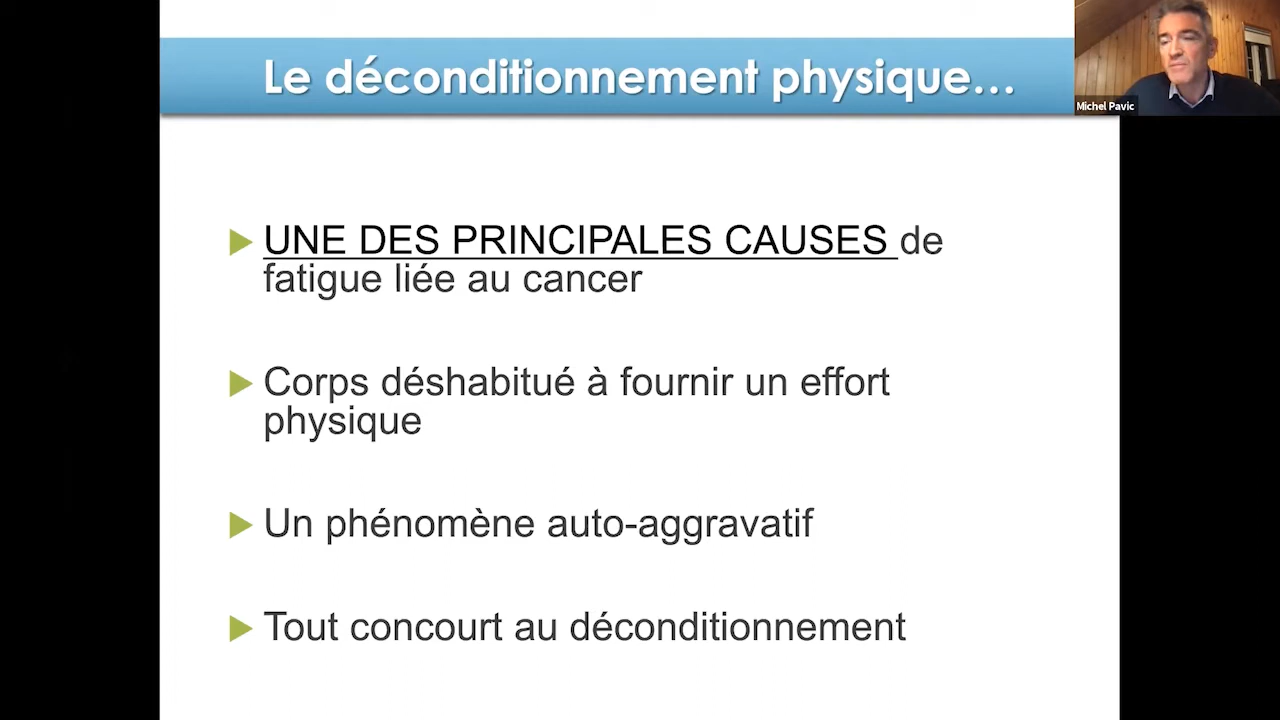 Le déconditionnement physique...
Michel Pavic
UNE DES PRINCIPALES CAUSES de
fatigue liée au cancer
Corps déshabitué à fournir un effort
physique
Un phénomène auto-aggravatif
Tout concourt au déconditionnement